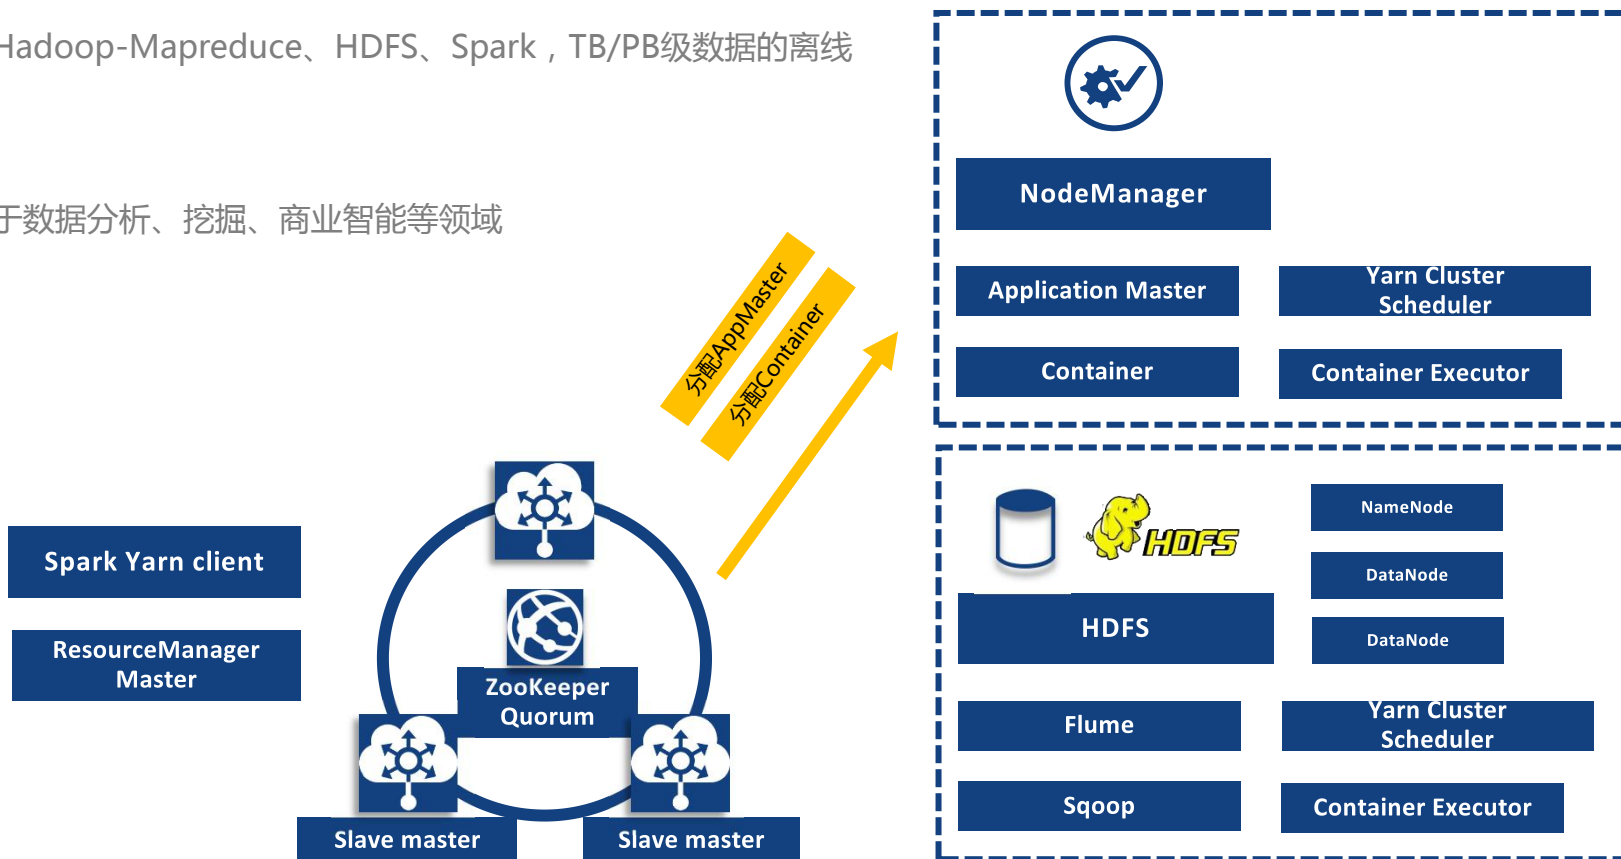 Hadoop-Mapreduce、HDFS、Spark，TB/PB级数据的离线
于数据分析、挖掘、商业智能等领域
分配AppMaster
分配Container
Spark Yarn client
ResourceManager
Master
ZooKeeper
Quorum
Slave master
Slave master
NodeManager
Application Master
Yarn Cluster
Scheduler
Container
Container Executor
HDFS
NameNode
DataNode
DataNode
HDFS
Flume
Yarn Cluster
Scheduler
Sqoop
Container Executor